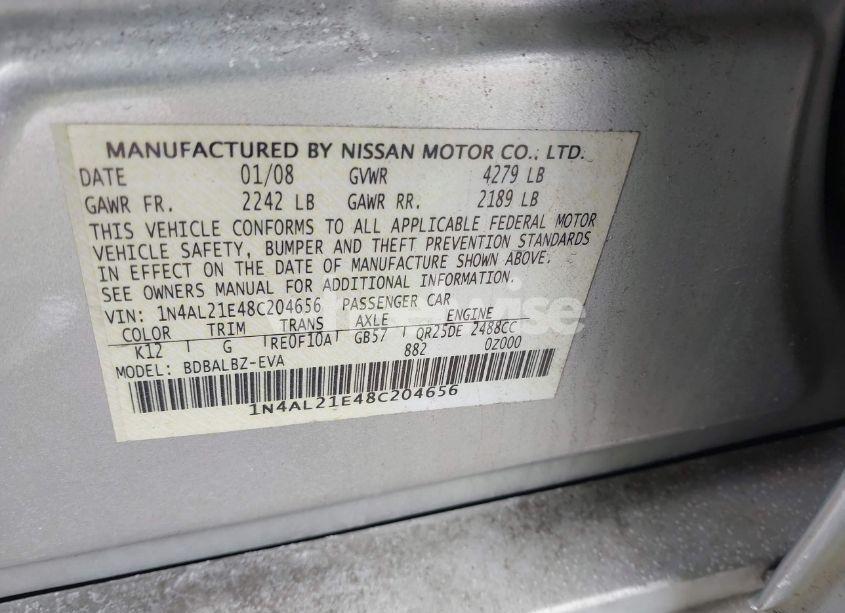 MANUFACTURED BY NISSAN MOTOR CO., LTD.
DATE 01/08 GVWR 4279 LB
GAWR FR. 2242 LB GAWR RR. 2189 LB
THIS VEHICLE CONFORMS TO ALL APPLICABLE FEDERAL MOTOR
VEHICLE SAFETY, BUMPER AND THEFT PREVENTION STANDARDS
IN EFFECT ON THE DATE OF MANUFACTURE SHOWN ABOVE.
SEE OWNERS MANUAL FOR ADDITIONAL INFORMATION.
VIN: 1N4AL21E48C204656 PASSENGER CAR
COLOR TRIM TRANS AXLE ENGINE
K12 G RE0F10A GB57 QR25DE 2488CC
MODEL: BDBALBZ-EVA 882 0Z000
1N4AL21E48C204656